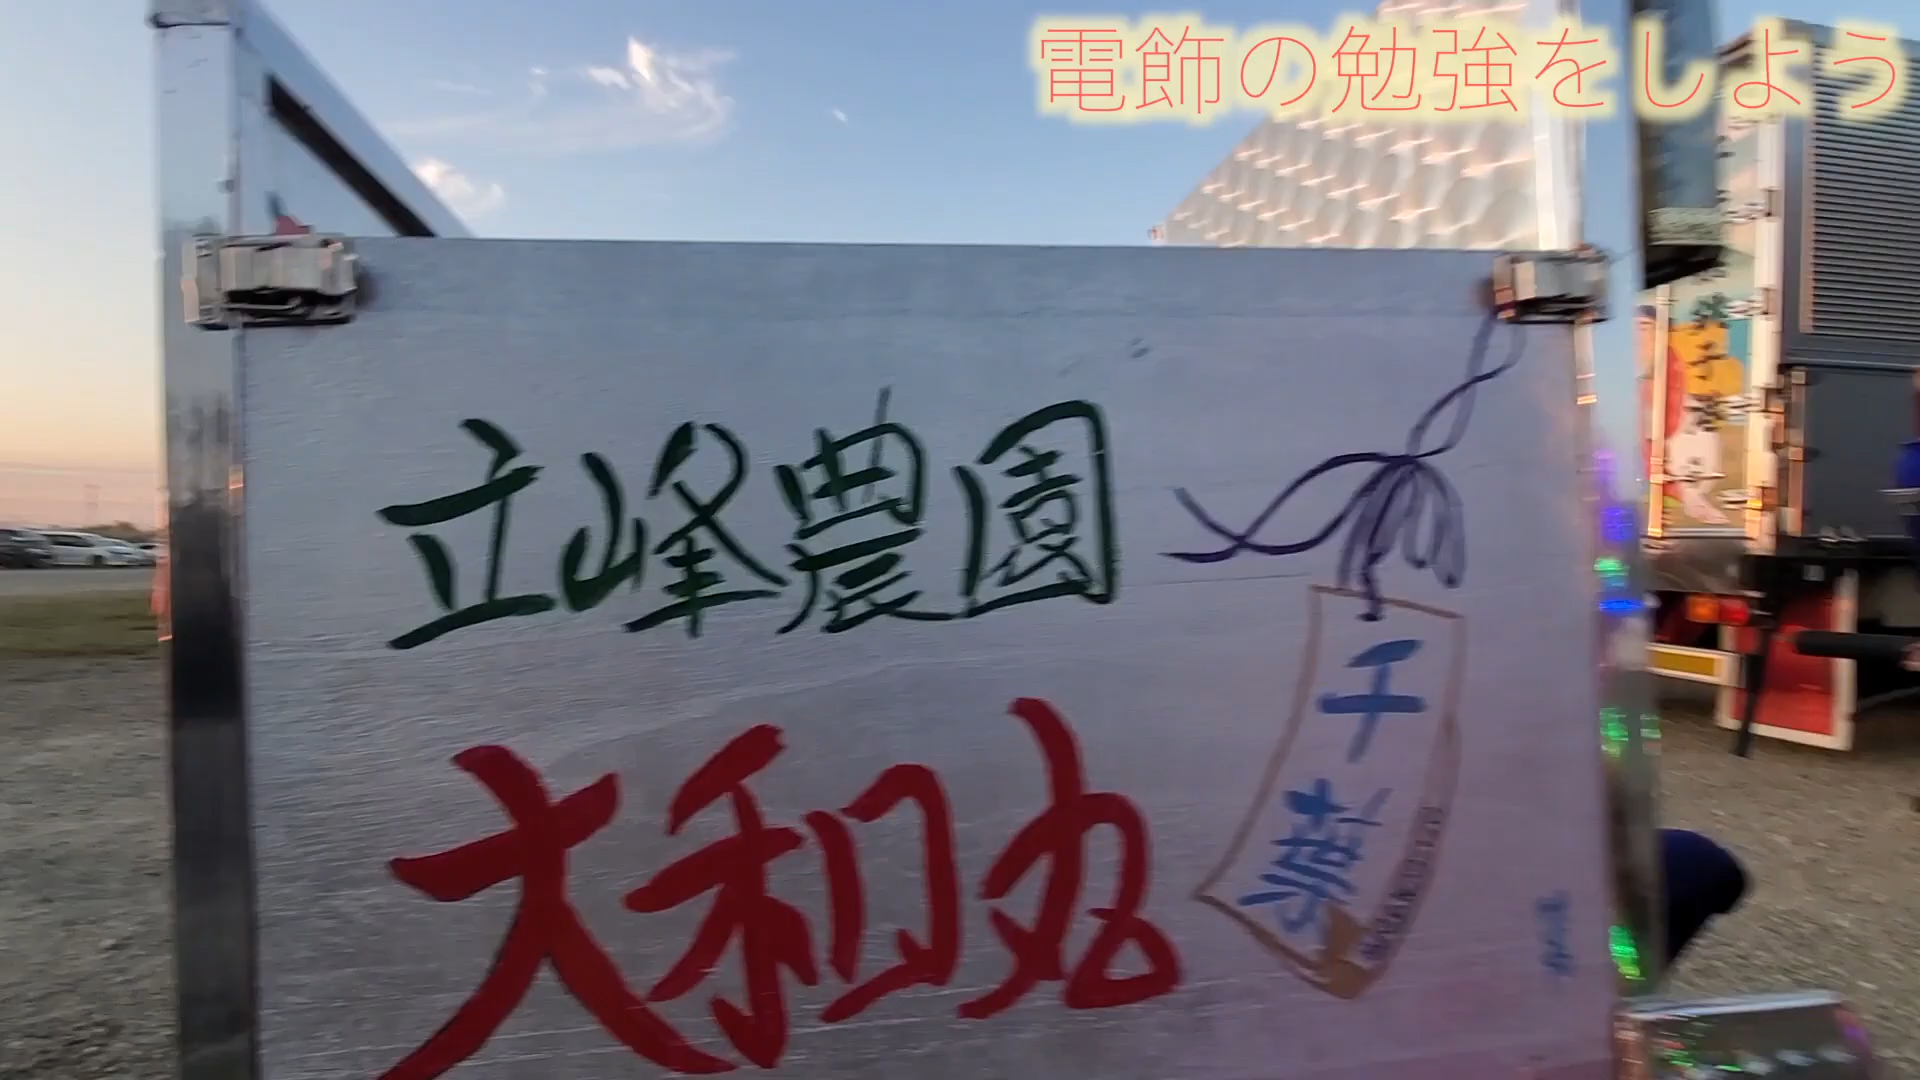 電飾の勉強をしよう
立峰農園
大和丸
千葉